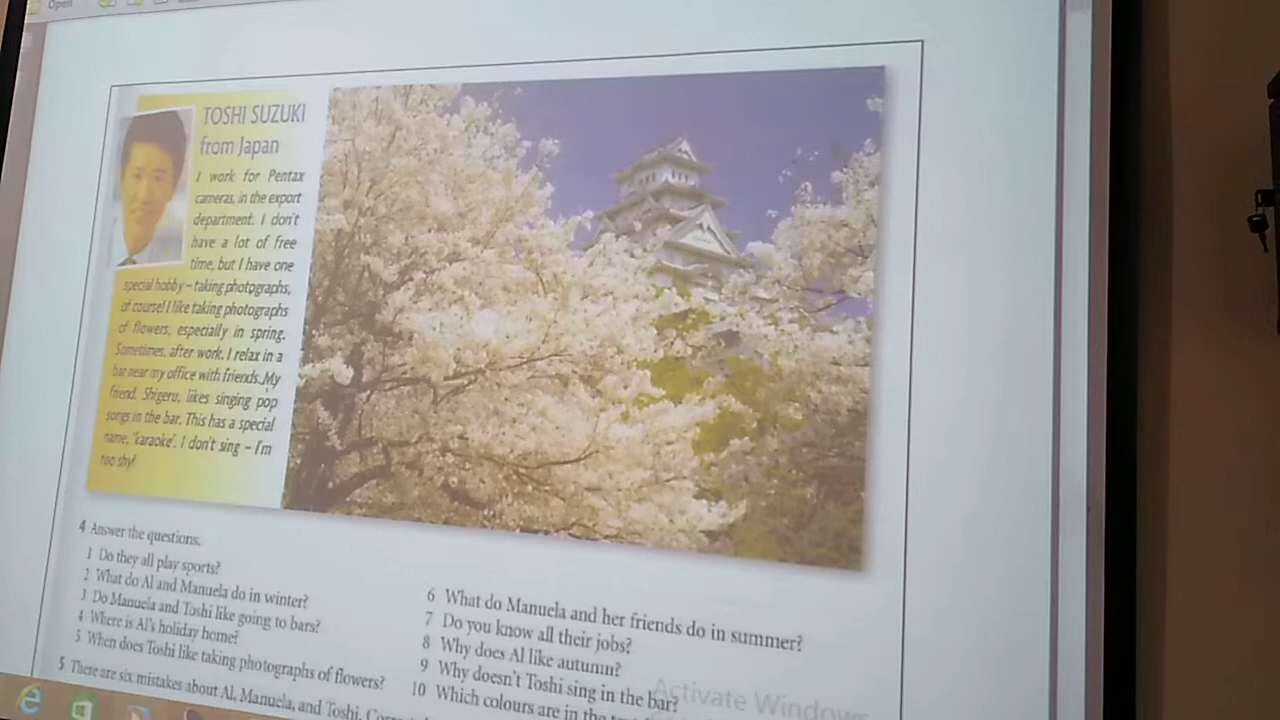 Open
TOSHI SUZUKI
from Japan
I work for Pentax
cameras, in the export
department. I don't
have a lot of free
time, but I have one
special hobby – taking photographs,
of course! I like taking photographs
of flowers, especially in spring.
Sometimes, after work, I relax in a
bar near my office with friends. My
friend, Shigeru, likes singing pop
songs in the bar. This has a special
name, 'karaoke'. I don't sing – I'm
too shy!
4 Answer the questions.
1 Do they all play sports?
2 What do Al and Manuela do in winter?
3 Do Manuela and Toshi like going to bars?
4 Where is Al's holiday home?
5 When does Toshi like taking photographs of flowers?
6 What do Manuela and her friends do in summer?
7 Do you know all their jobs?
8 Why does Al like autumn?
9 Why doesn't Toshi sing in the bar?
10 Which colours are in the
5 There are six mistakes about Al, Manuela, and Toshi.
Activate Windows